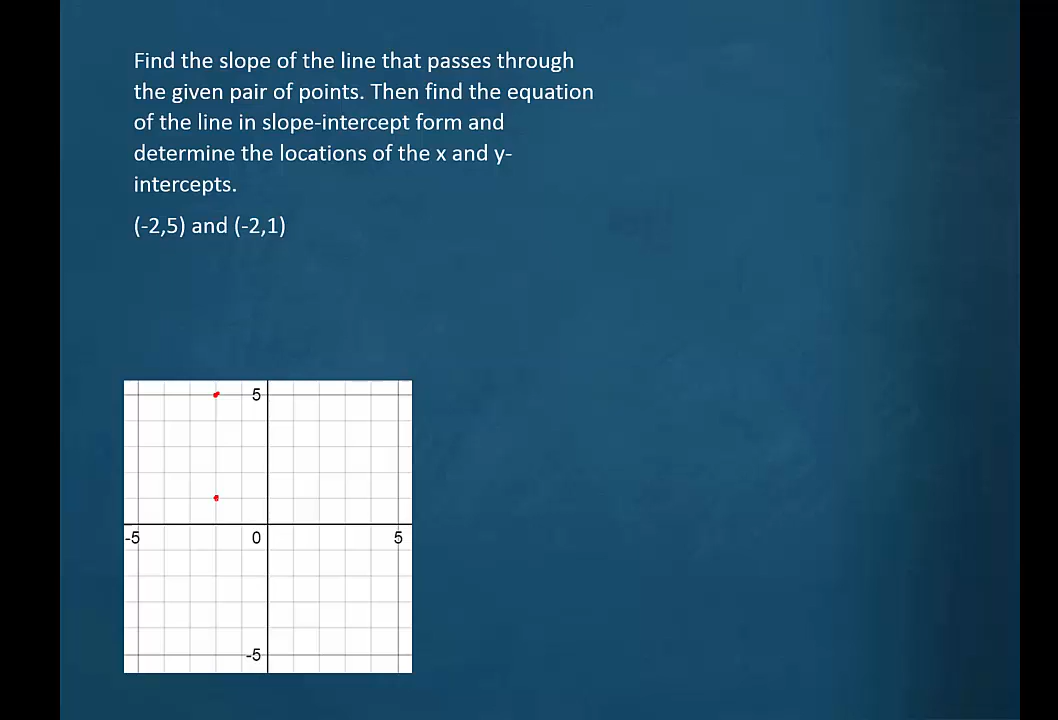 Find the slope of the line that passes through
the given pair of points. Then find the equation
of the line in slope-intercept form and
determine the locations of the x and y-
intercepts.
(-2,5) and (-2,1)
5
-5 0 5
-5